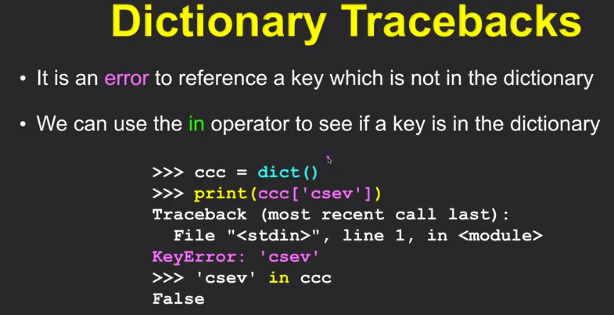 Dictionary Tracebacks
• It is an error to reference a key which is not in the dictionary
• We can use the in operator to see if a key is in the dictionary
>>> ccc = dict()
>>> print(ccc['csev'])
Traceback (most recent call last):
  File "<stdin>", line 1, in <module>
KeyError: 'csev'
>>> 'csev' in ccc
False